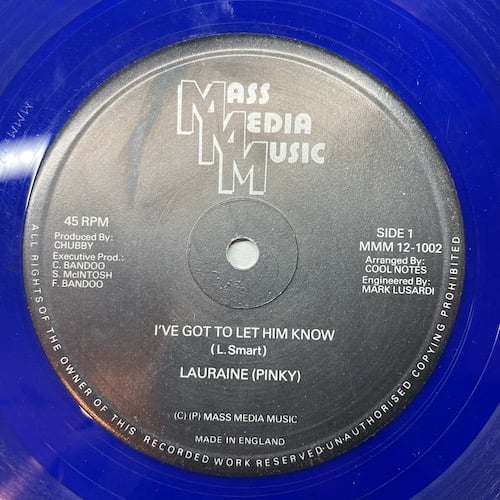 MASS
MEDIA
MUSIC
45 RPM
Produced By:
CHUBBY
Executive Prod.:
C. BANDOO
S. McINTOSH
F. BANDOO
SIDE 1
MMM 12-1002
Arranged By:
COOL NOTES
Engineered By:
MARK LUSARDI
I'VE GOT TO LET HIM KNOW
(L. Smart)
LAURAINE (PINKY)
(C) (P) MASS MEDIA MUSIC
MADE IN ENGLAND
ALL RIGHTS OF THE OWNER OF THIS RECORDED WORK RESERVED·UNAUTHORISED COPYING PROHIBITED